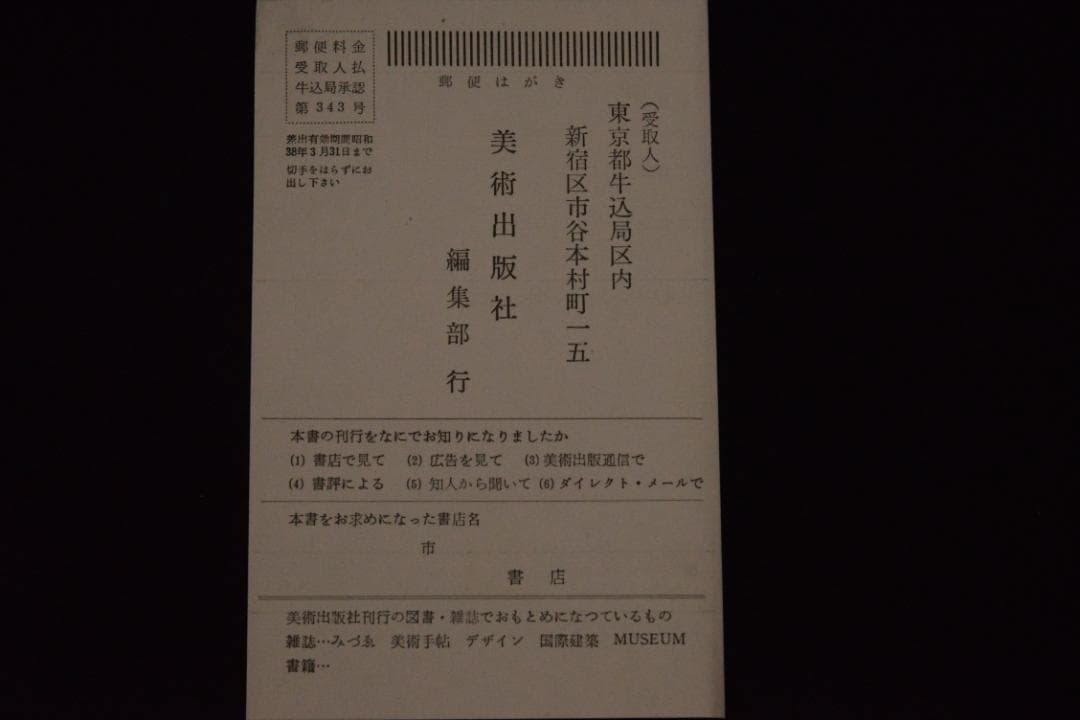 郵便料金
受取人払
牛込局承認
第343号
差出有効期間昭和
38年3月31日まで
切手をはらずにお
出し下さい
郵便はがき
(受取人)
東京都牛込局区内
新宿区市谷本村町一五
美術出版社
編集部 行
本書の刊行をなにでお知りになりましたか
(1) 書店で見て (2) 広告を見て (3) 美術出版通信で
(4) 書評による (5) 知人から聞いて (6) ダイレクト・メールで
本書をお求めになった書店名
市
書店
美術出版社刊行の図書・雑誌でおもとめになつているもの
雑誌…みづゑ 美術手帖 デザイン 国際建築 MUSEUM
書籍…